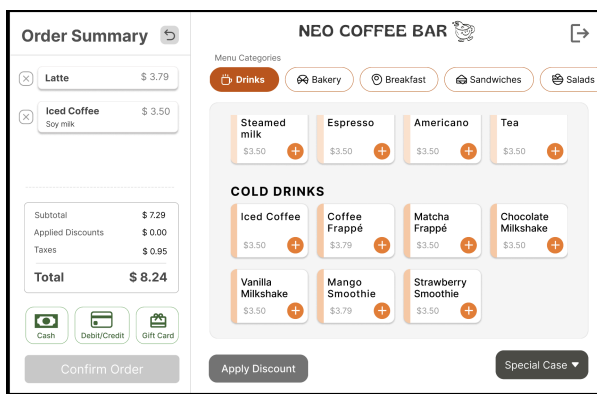 Order Summary
Latte
$ 3.79
Iced Coffee
$ 3.50
Soy milk
Subtotal
$ 7.29
Applied Discounts
$ 0.00
Taxes
$ 0.95
Total
$ 8.24
Cash
Debit/Credit
Gift Card
Confirm Order
NEO COFFEE BAR
Menu Categories
Drinks
Bakery
Breakfast
Sandwiches
Salads
Steamed
milk
$3.50
Espresso
$3.50
Americano
$3.50
Tea
$3.50
COLD DRINKS
Iced Coffee
$3.50
Coffee
Frappé
$3.79
Matcha
Frappé
$3.50
Chocolate
Milkshake
$3.50
Vanilla
Milkshake
$3.50
Mango
Smoothie
$3.79
Strawberry
Smoothie
$3.50
Apply Discount
Special Case